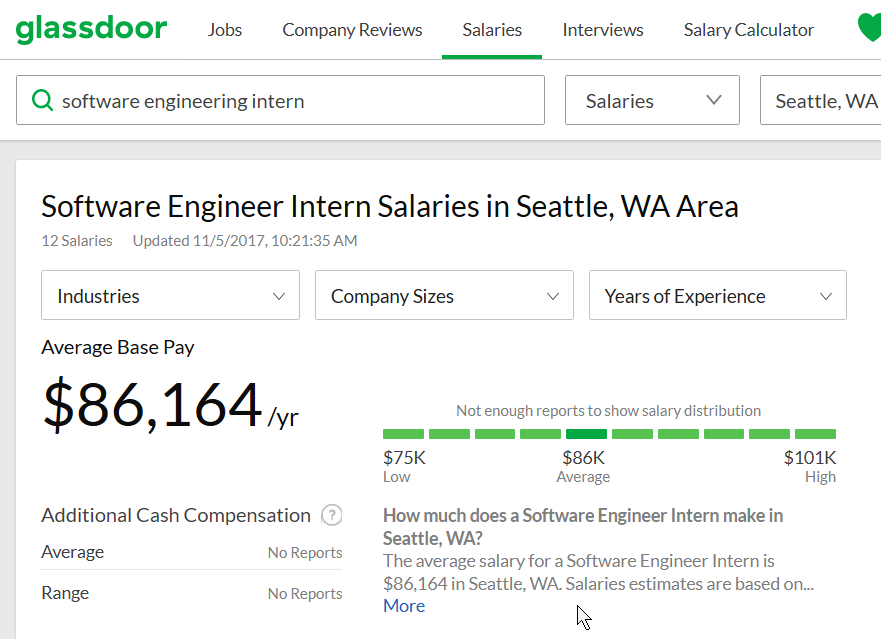 glassdoor Jobs Company Reviews Salaries Interviews Salary Calculator
software engineering intern Salaries Seattle, WA
Software Engineer Intern Salaries in Seattle, WA Area
12 Salaries Updated 11/5/2017, 10:21:35 AM
Industries Company Sizes Years of Experience
Average Base Pay
$86,164 /yr
Not enough reports to show salary distribution
$75K $86K $101K
Low Average High
Additional Cash Compensation ?
Average No Reports
Range No Reports
How much does a Software Engineer Intern make in
Seattle, WA?
The average salary for a Software Engineer Intern is
$86,164 in Seattle, WA. Salaries estimates are based on...
More